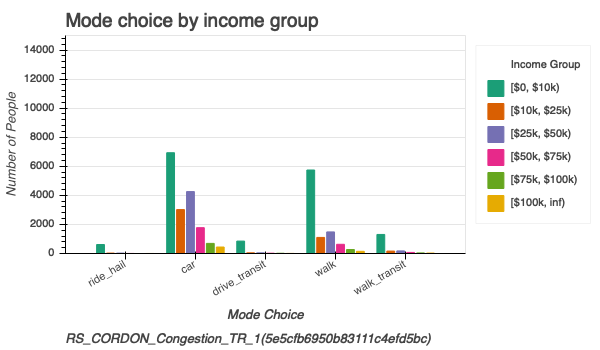 Mode choice by income group
14000
12000
10000
8000
6000
4000
2000
0
Number of People
ride_hail
car
drive_transit
walk
walk_transit
Mode Choice
RS_CORDON_Congestion_TR_1(5e5cfb6950b83111c4efd5bc)
Income Group
[$0, $10k)
[$10k, $25k)
[$25k, $50k)
[$50k, $75k)
[$75k, $100k)
[$100k, inf)